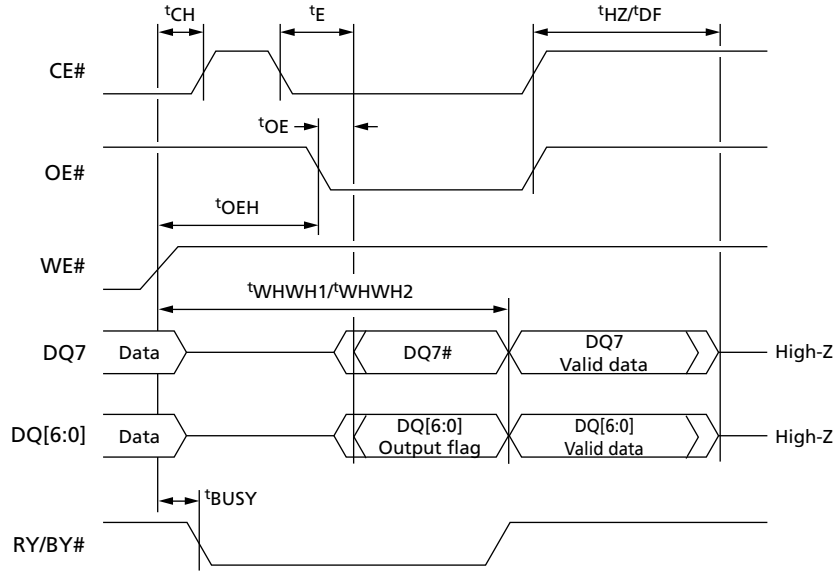 tCH tE tHZ/tDF
CE#
tOE
OE#
tOEH
WE#
tWHWH1/tWHWH2
DQ7 Data DQ7# DQ7 Valid data High-Z
DQ[6:0] Data DQ[6:0] Output flag DQ[6:0] Valid data High-Z
tBUSY
RY/BY#